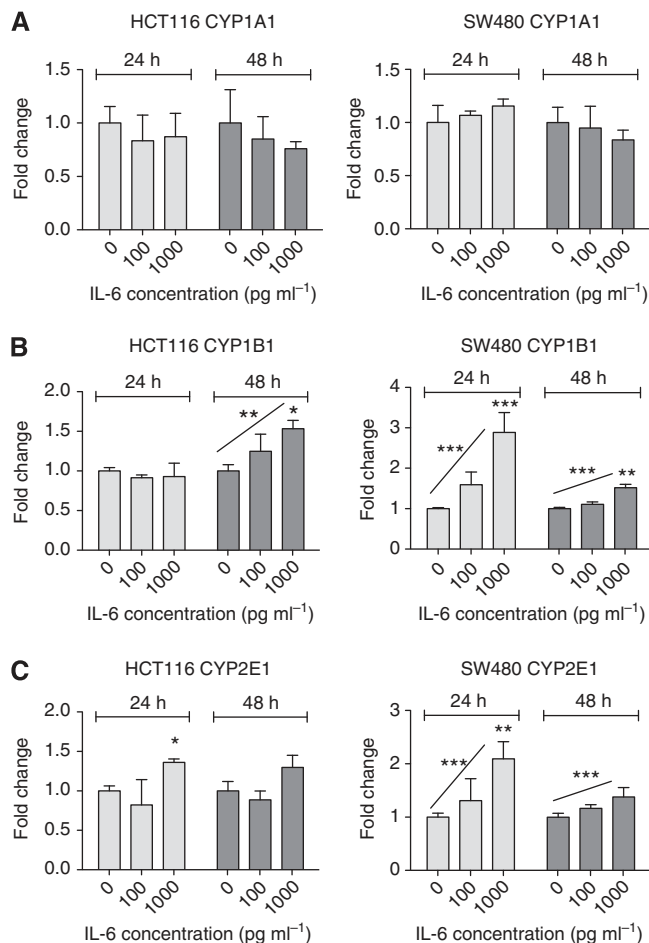 A
HCT116 CYP1A1
24 h
48 h
Fold change
1.5
1.0
0.5
0.0
0
100
1000
0
100
1000
IL-6 concentration (pg ml⁻¹)
SW480 CYP1A1
24 h
48 h
Fold change
1.5
1.0
0.5
0.0
0
100
1000
0
100
1000
IL-6 concentration (pg ml⁻¹)
B
HCT116 CYP1B1
24 h
48 h
Fold change
2.0
1.5
1.0
0.5
0.0
**
*
0
100
1000
0
100
1000
IL-6 concentration (pg ml⁻¹)
SW480 CYP1B1
24 h
48 h
Fold change
4
3
2
1
0
***
***
***
**
0
100
1000
0
100
1000
IL-6 concentration (pg ml⁻¹)
C
HCT116 CYP2E1
24 h
48 h
Fold change
2.0
1.5
1.0
0.5
0.0
*
0
100
1000
0
100
1000
IL-6 concentration (pg ml⁻¹)
SW480 CYP2E1
24 h
48 h
Fold change
3
2
1
0
***
**
***
0
100
1000
0
100
1000
IL-6 concentration (pg ml⁻¹)